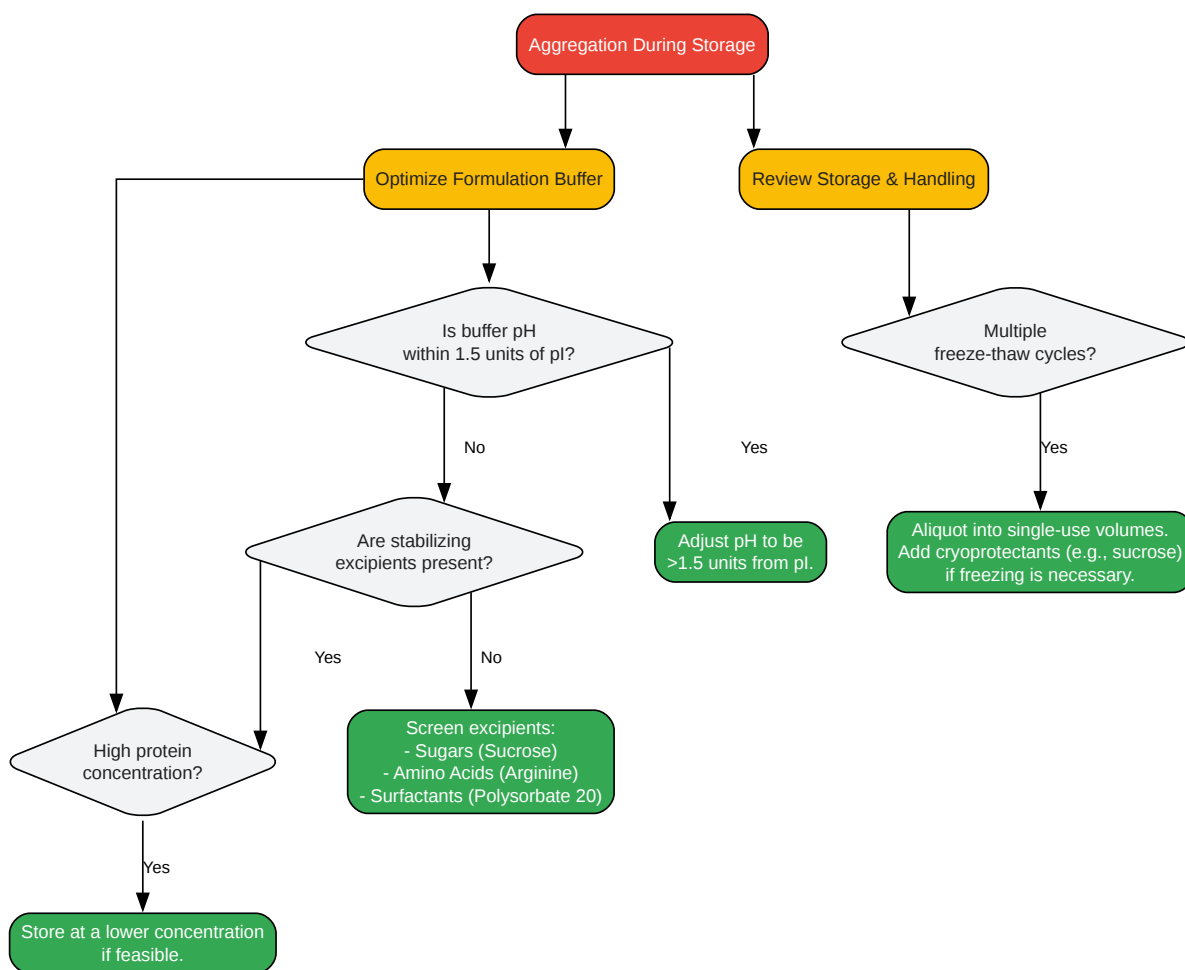 Aggregation During Storage
Optimize Formulation Buffer
Review Storage & Handling
Is buffer pH
within 1.5 units of pI?
Multiple
freeze-thaw cycles?
No
Yes
Yes
Are stabilizing
excipients present?
Adjust pH to be
>1.5 units from pI.
Aliquot into single-use volumes.
Add cryoprotectants (e.g., sucrose)
if freezing is necessary.
Yes
No
High protein
concentration?
Screen excipients:
- Sugars (Sucrose)
- Amino Acids (Arginine)
- Surfactants (Polysorbate 20)
Yes
Store at a lower concentration
if feasible.